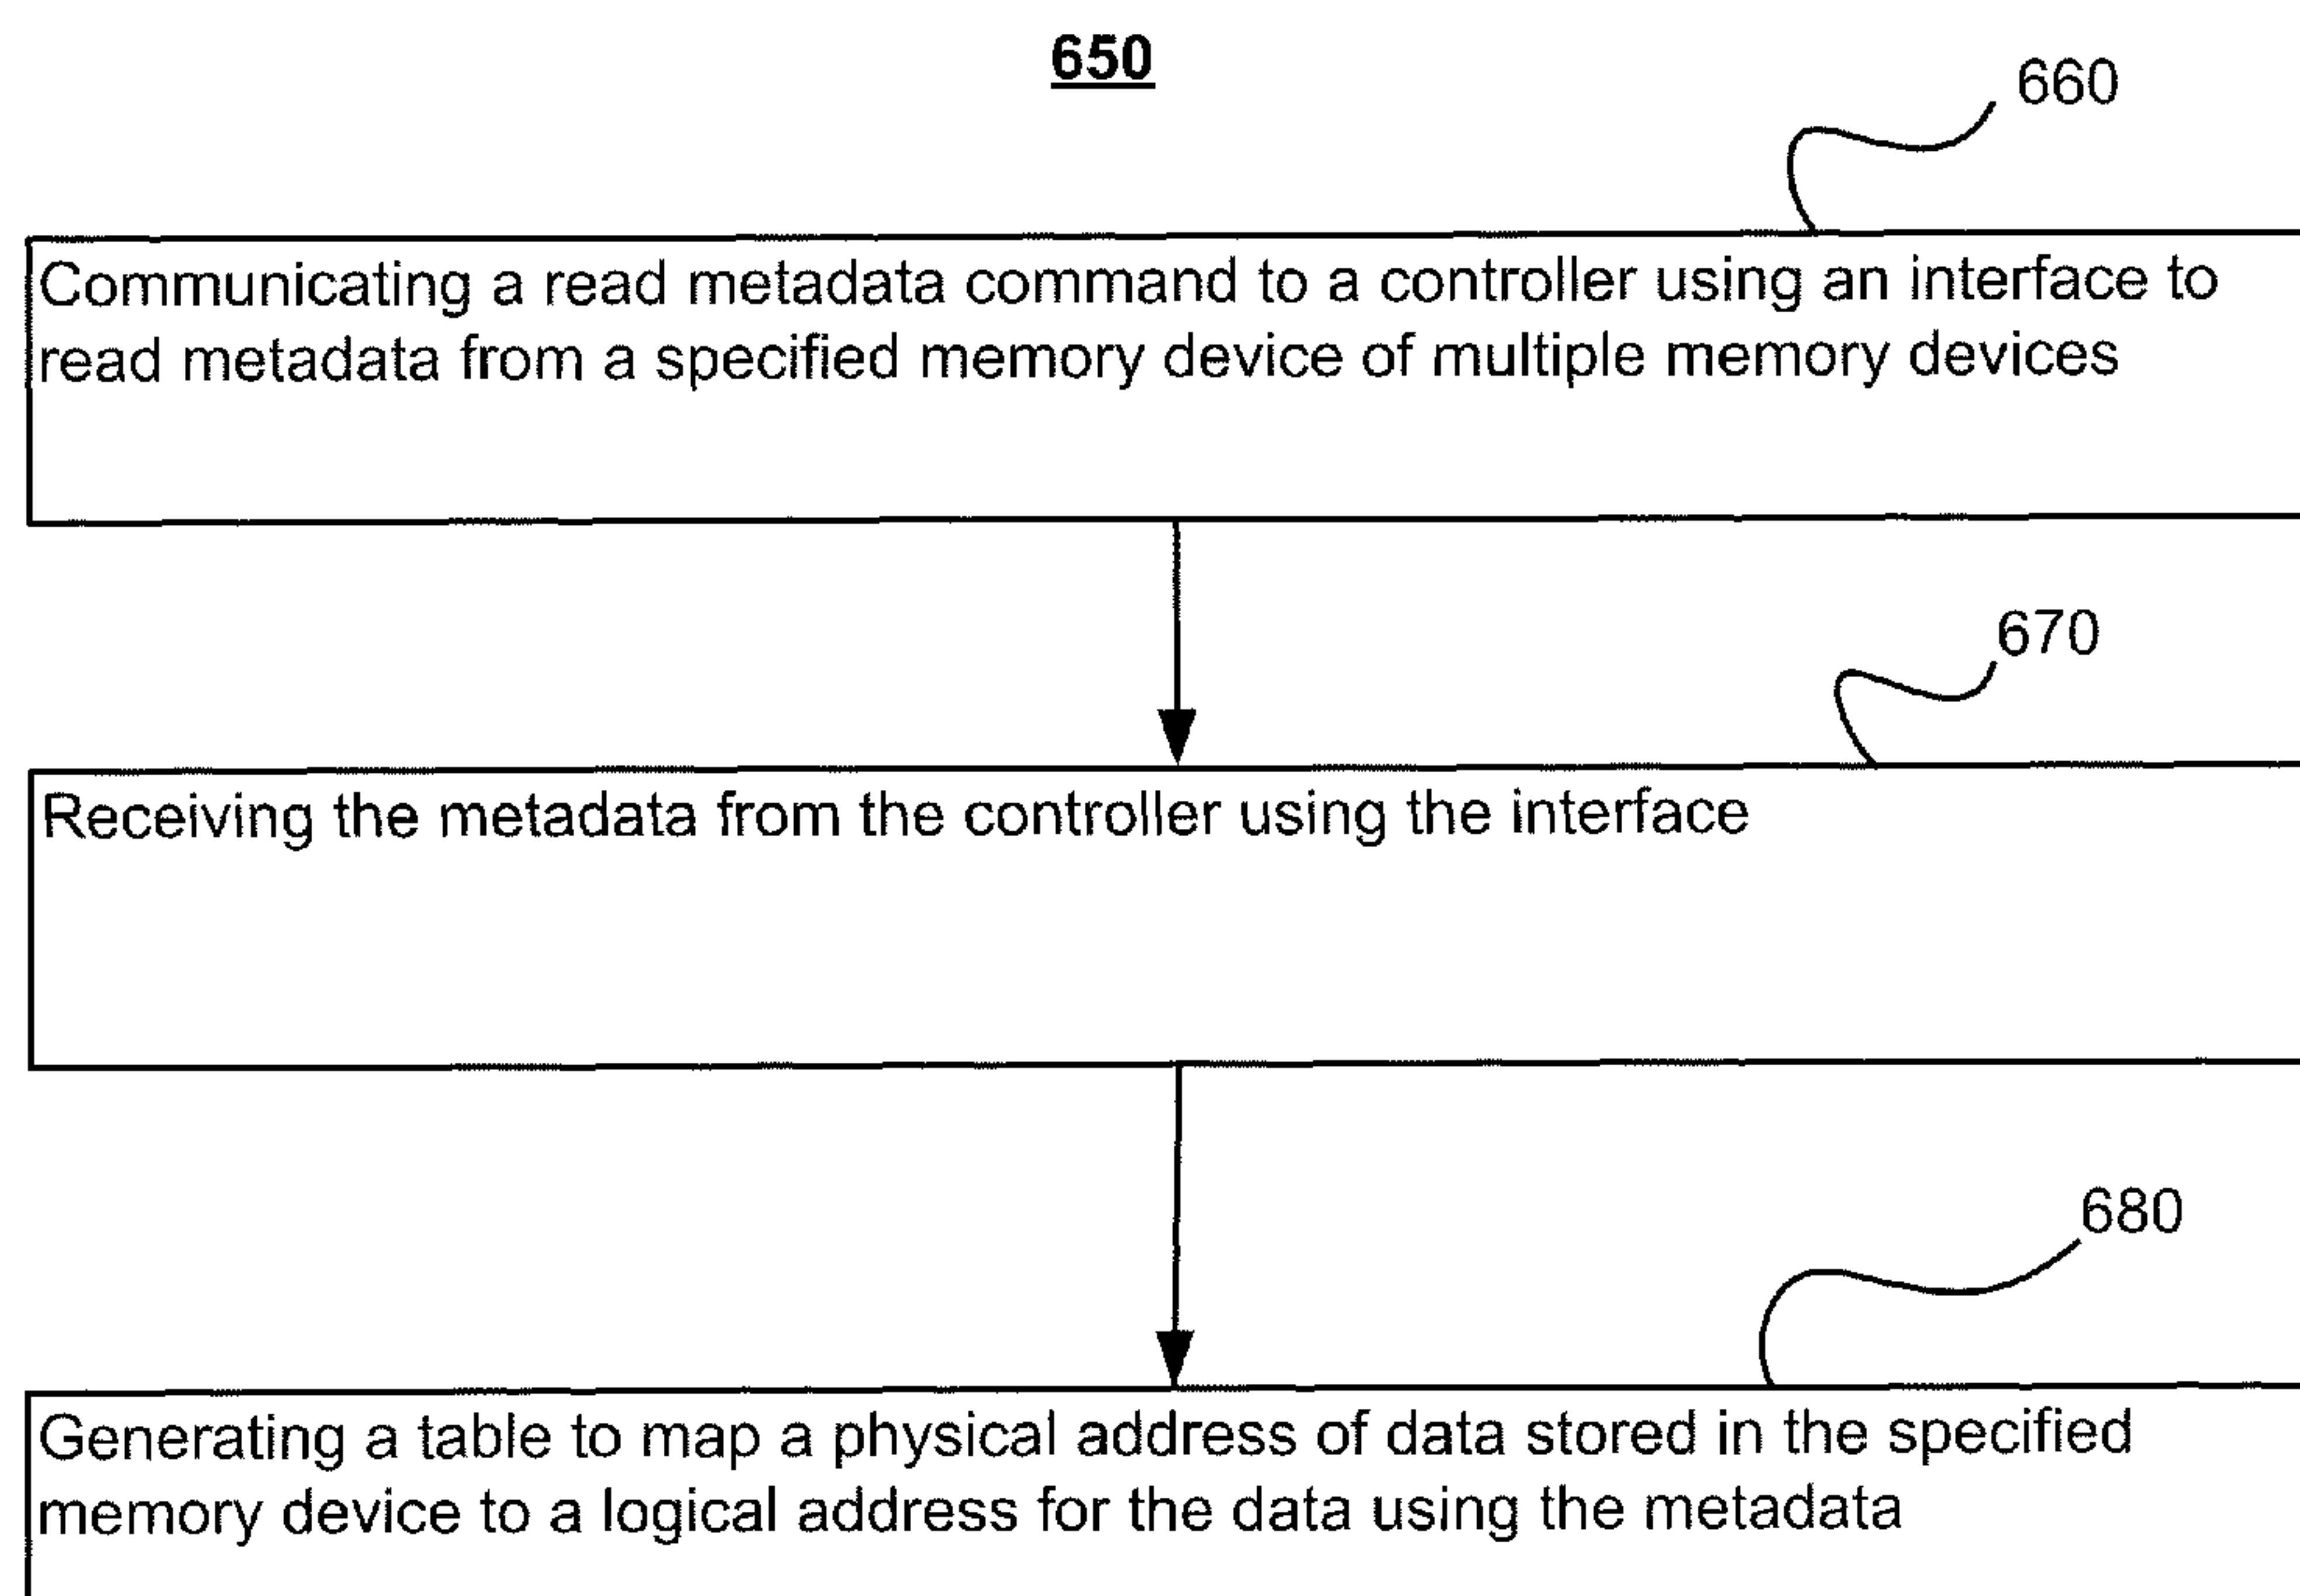 650
660
Communicating a read metadata command to a controller using an interface to
read metadata from a specified memory device of multiple memory devices
670
Receiving the metadata from the controller using the interface
680
Generating a table to map a physical address of data stored in the specified
memory device to a logical address for the data using the metadata